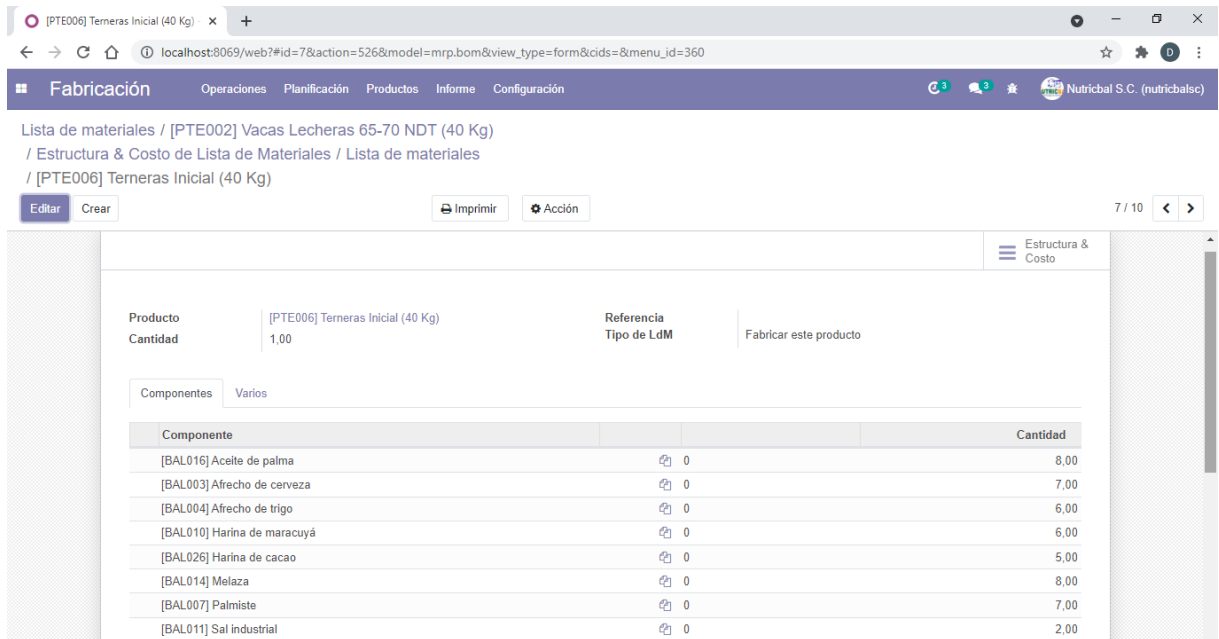 [PTE006] Terneras Inicial (40 Kg) -
localhost:8069/web?#id=7&action=526&model=mrp.bom&view_type=form&cids=&menu_id=360
D
Fabricación Operaciones Planificación Productos Informe Configuración 3 3 Nutricbal S.C. (nutricbalsc)
Lista de materiales / [PTE002] Vacas Lecheras 65-70 NDT (40 Kg)
/ Estructura & Costo de Lista de Materiales / Lista de materiales
/ [PTE006] Terneras Inicial (40 Kg)
Editar Crear Imprimir Acción 7 / 10
Estructura &
Costo
Producto [PTE006] Terneras Inicial (40 Kg) Referencia
Cantidad 1,00 Tipo de LdM Fabricar este producto
Componentes Varios
Componente Cantidad
[BAL016] Aceite de palma 0 8,00
[BAL003] Afrecho de cerveza 0 7,00
[BAL004] Afrecho de trigo 0 6,00
[BAL010] Harina de maracuyá 0 6,00
[BAL026] Harina de cacao 0 5,00
[BAL014] Melaza 0 8,00
[BAL007] Palmiste 0 7,00
[BAL011] Sal industrial 0 2,00